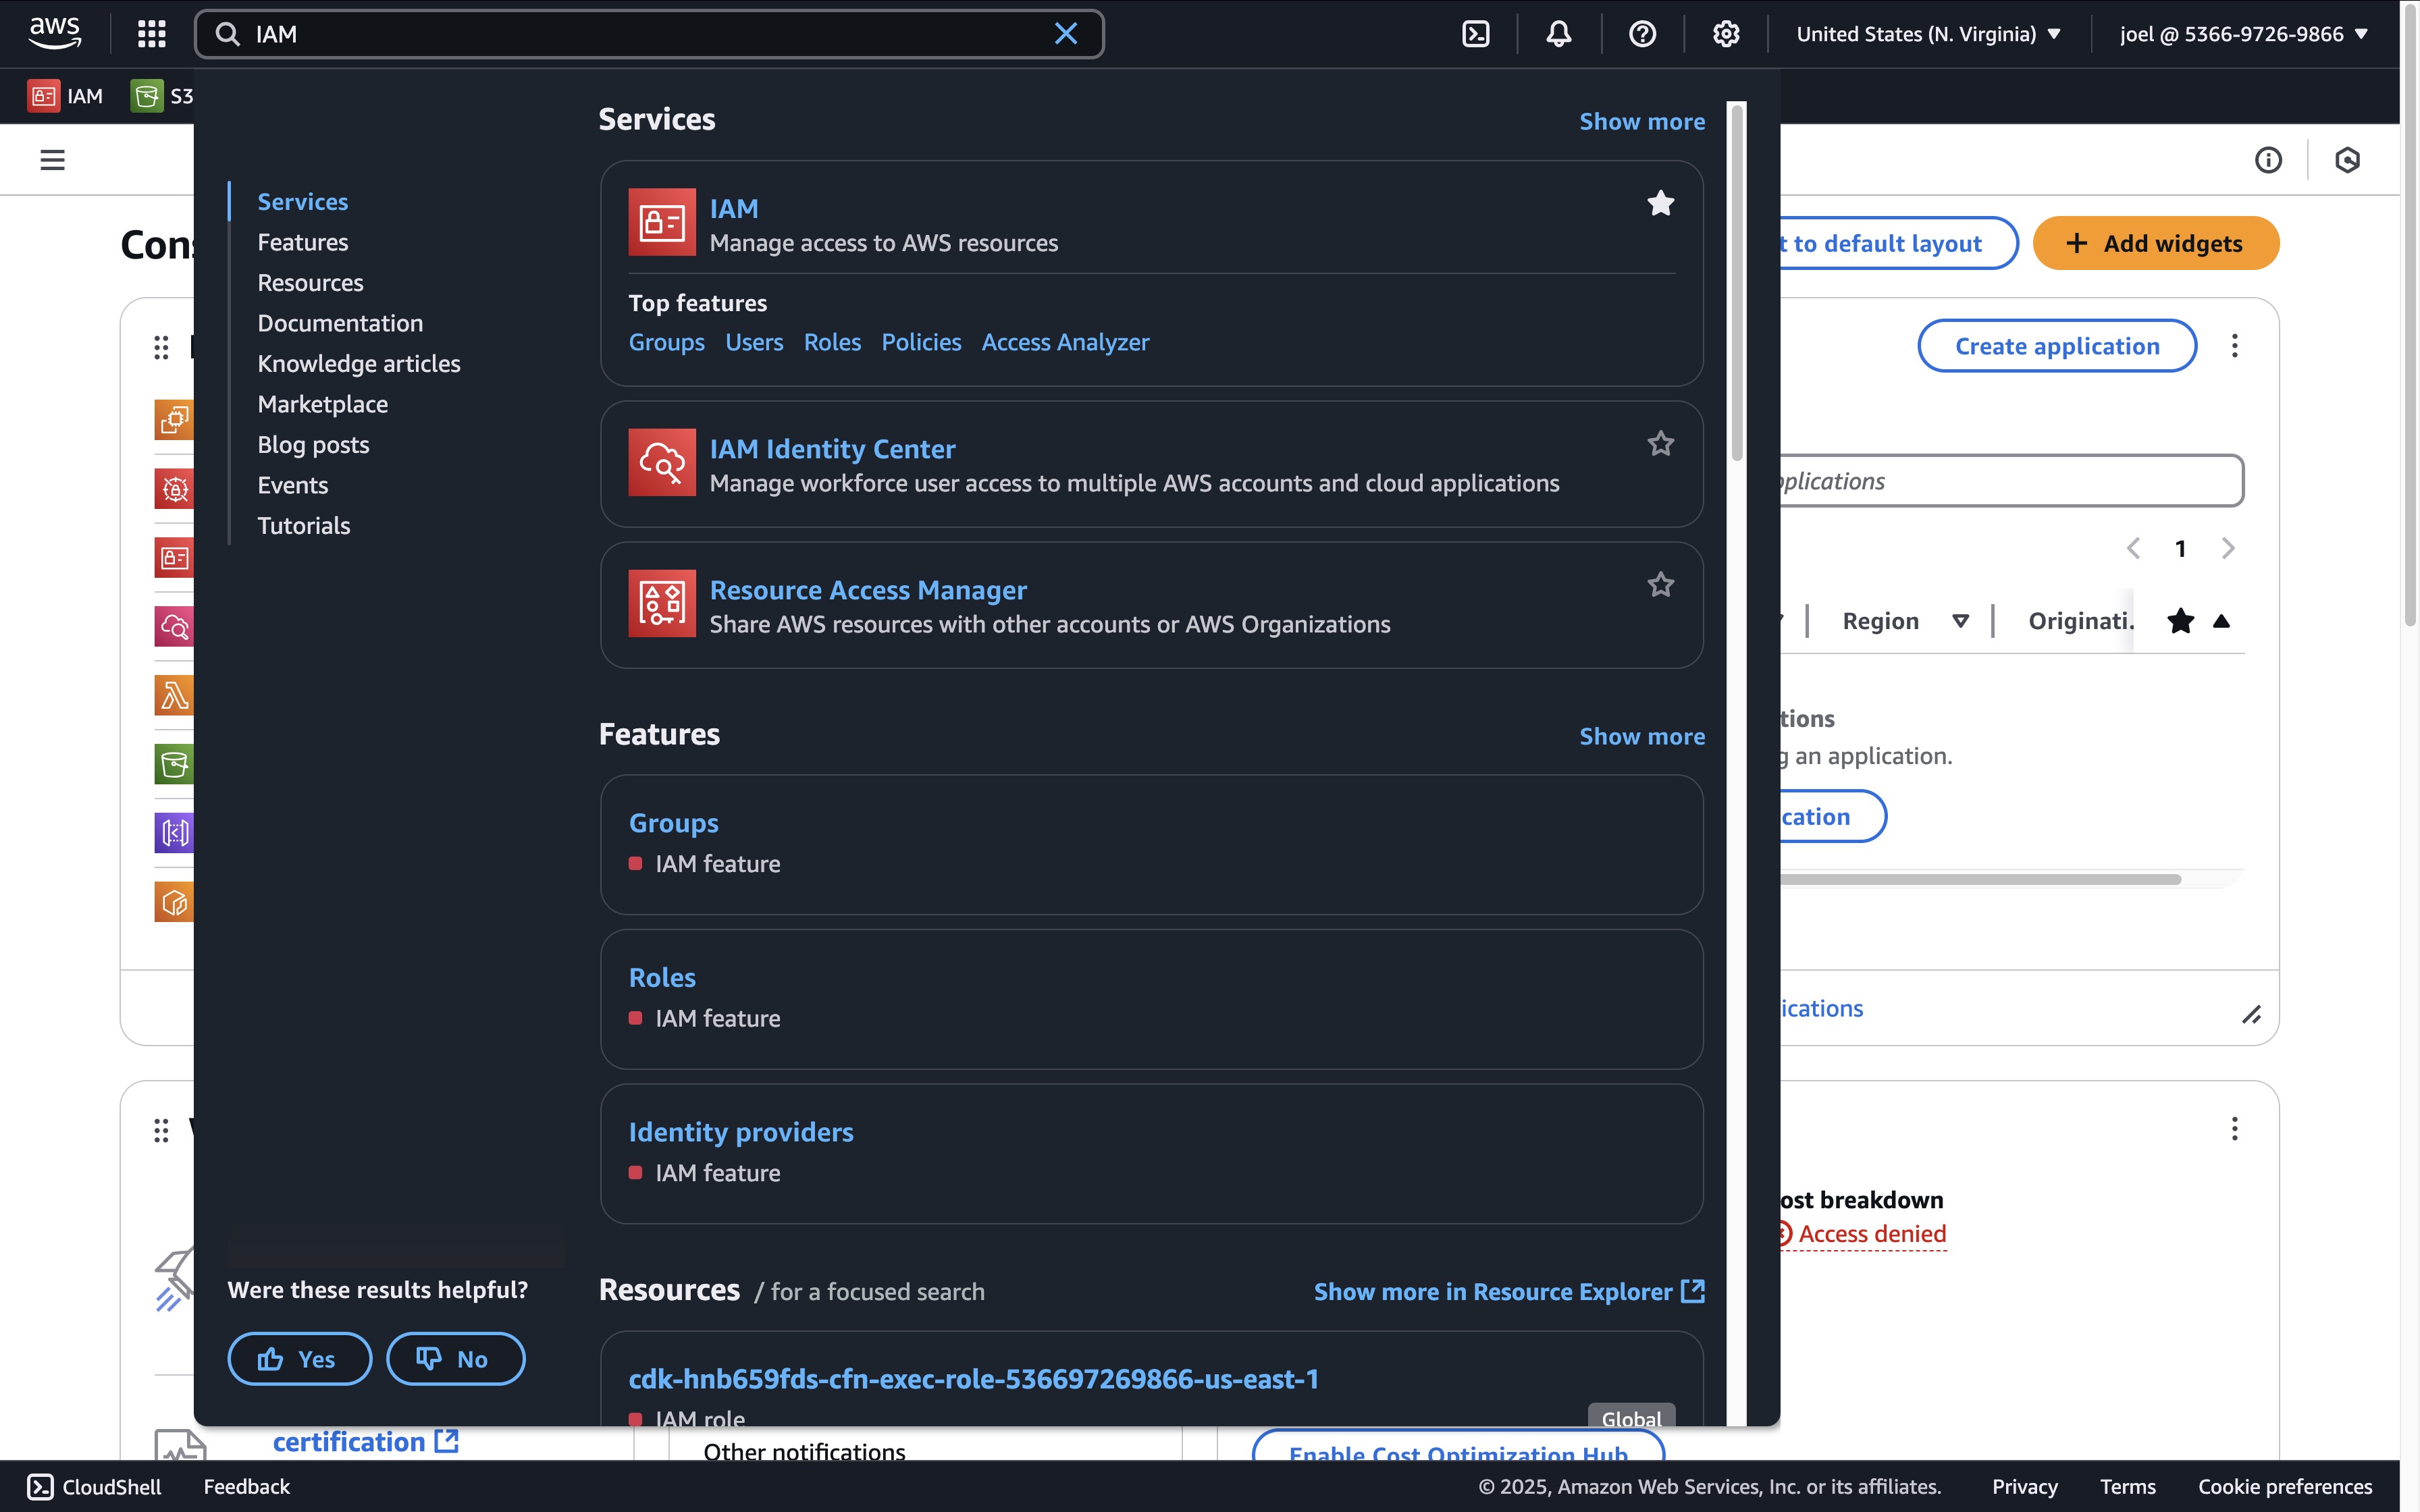 aws
IAM
United States (N. Virginia)
joel @ 5366-9726-9866
IAM
S3
Services
Show more
Services
Features
Resources
Documentation
Knowledge articles
Marketplace
Blog posts
Events
Tutorials
IAM
Manage access to AWS resources
Top features
Groups Users Roles Policies Access Analyzer
IAM Identity Center
Manage workforce user access to multiple AWS accounts and cloud applications
Resource Access Manager
Share AWS resources with other accounts or AWS Organizations
Features
Show more
Groups
IAM feature
Roles
IAM feature
Identity providers
IAM feature
Resources / for a focused search
Show more in Resource Explorer
cdk-hnb659fds-cfn-exec-role-536697269866-us-east-1
IAM role
Global
Were these results helpful?
Yes
No
Cons
t to default layout
Add widgets
Create application
pplications
1
Region
Originati.
tions
g an application.
cation
ications
ost breakdown
Access denied
certification
Other notifications
Enable Cost Optimization Hub
CloudShell
Feedback
© 2025, Amazon Web Services, Inc. or its affiliates.
Privacy
Terms
Cookie preferences